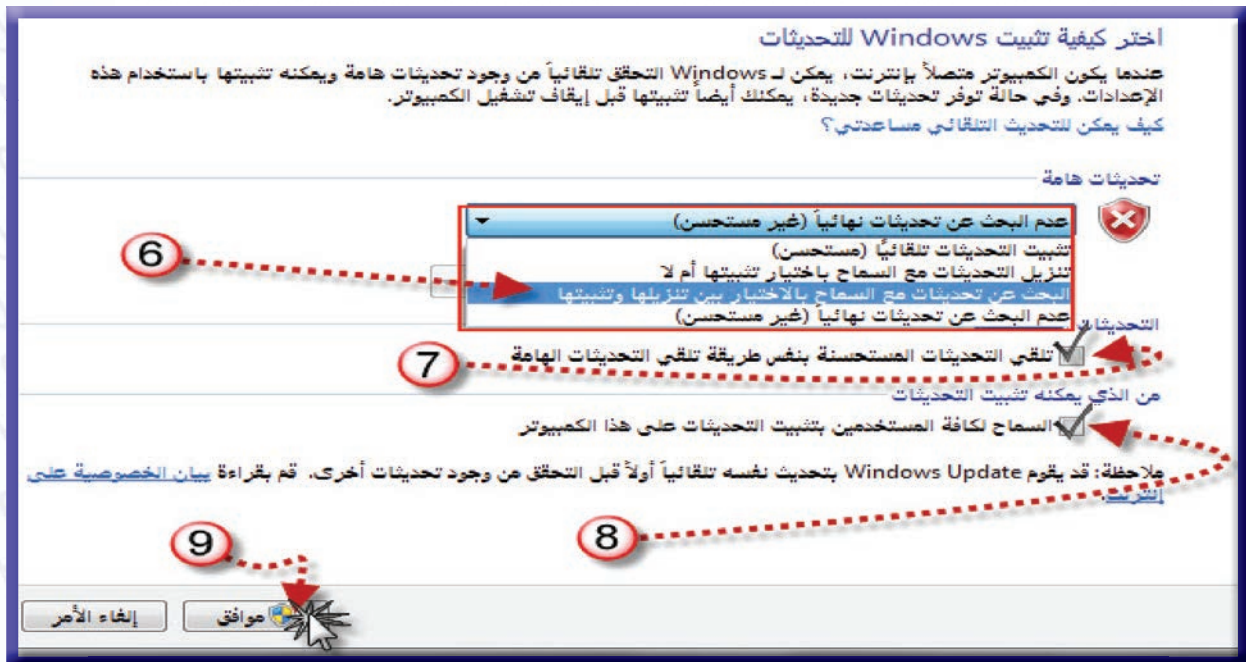 اختر كيفية تثبيت Windows للتحديثات
عندما يكون الكمبيوتر متصلاً بإنترنت، يمكن لـ Windows التحقق تلقائياً من وجود تحديثات هامة ويمكنه تثبيتها باستخدام هذه
الإعدادات. وفي حالة توفر تحديثات جديدة، يمكنك أيضاً تثبيتها قبل إيقاف تشغيل الكمبيوتر.
كيف يمكن للتحديث التلقائي مساعدتي؟
تحديثات هامة
عدم البحث عن تحديثات نهائياً (غير مستحسن)
تثبيت التحديثات تلقائيًا (مستحسن)
تنزيل التحديثات مع السماح باختيار تثبيتها أم لا
6
البحث عن تحديثات مع السماح بالاختيار بين تنزيلها وتثبيتها
عدم البحث عن تحديثات نهائياً (غير مستحسن)
التحديثات
تلقي التحديثات المستحسنة بنفس طريقة تلقي التحديثات الهامة
7
من الذي يمكنه تثبيت التحديثات
السماح لكافة المستخدمين بتثبيت التحديثات على هذا الكمبيوتر
ملاحظة: قد يقوم Windows Update بتحديث نفسه تلقائياً أولاً قبل التحقق من وجود تحديثات أخرى. قم بقراءة بيان الخصوصية على
إنترنت.
8
9
موافق
إلغاء الأمر